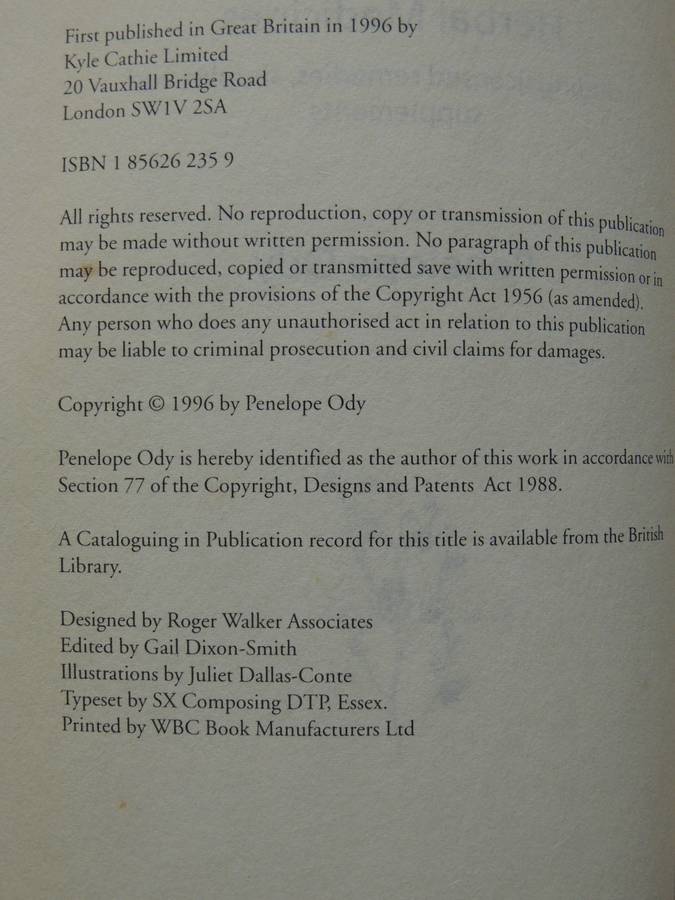 First published in Great Britain in 1996 by
Kyle Cathie Limited
20 Vauxhall Bridge Road
London SW1V 2SA
ISBN 1 85626 235 9
All rights reserved. No reproduction, copy or transmission of this publication
may be made without written permission. No paragraph of this publication
may be reproduced, copied or transmitted save with written permission or in
accordance with the provisions of the Copyright Act 1956 (as amended).
Any person who does any unauthorised act in relation to this publication
may be liable to criminal prosecution and civil claims for damages.
Copyright © 1996 by Penelope Ody
Penelope Ody is hereby identified as the author of this work in accordance with
Section 77 of the Copyright, Designs and Patents Act 1988.
A Cataloguing in Publication record for this title is available from the British
Library.
Designed by Roger Walker Associates
Edited by Gail Dixon-Smith
Illustrations by Juliet Dallas-Conte
Typeset by SX Composing DTP, Essex.
Printed by WBC Book Manufacturers Ltd